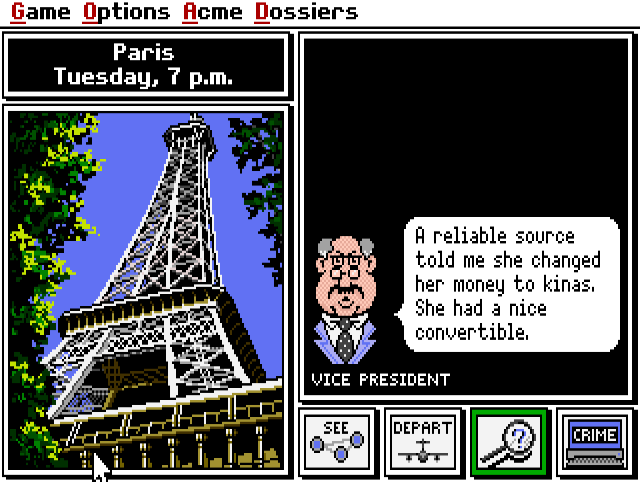 Game Options Acme Dossiers
Paris
Tuesday, 7 p.m.
A reliable source
told me she changed
her money to kinas.
She had a nice
convertible.
VICE PRESIDENT
SEE
DEPART
?
CRIME